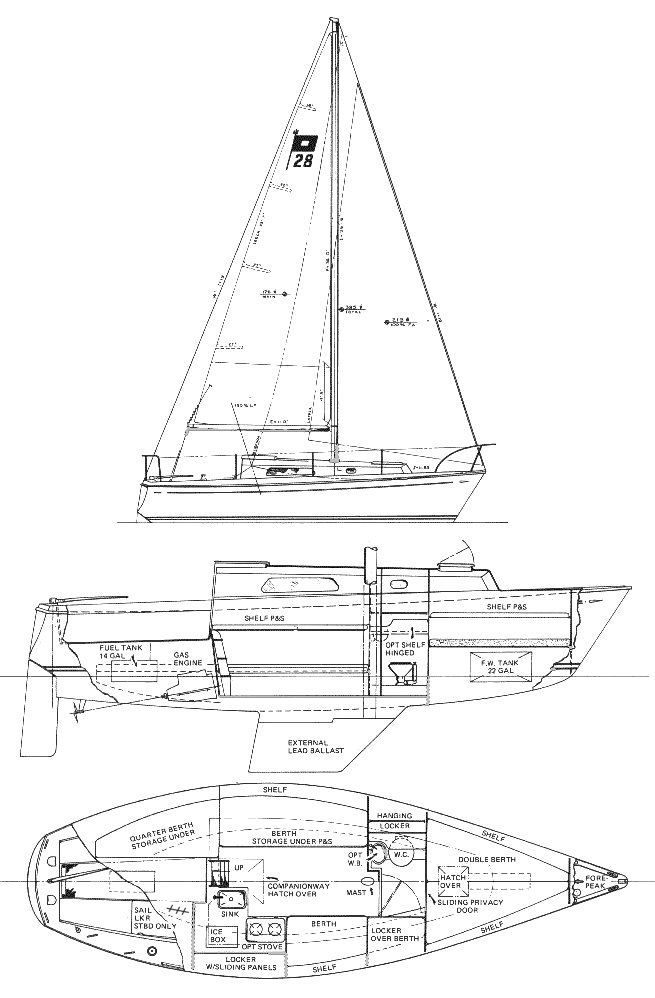 28
SHELF P&S
SHELF P&S
FUEL TANK
14 GAL
GAS
ENGINE
OPT SHELF
HINGED
F.W. TANK
22 GAL
EXTERNAL
LEAD BALLAST
SHELF
HANGING
LOCKER
SHELF
QUARTER BERTH
STORAGE UNDER
BERTH
STORAGE UNDER P&S
OPT
W.B.
W.C.
DOUBLE BERTH
UP
COMPANIONWAY
HATCH OVER
MAST
HATCH
OVER
FORE-
PEAK
SLIDING PRIVACY
DOOR
SINK
SAIL
LKR
STBD ONLY
ICE
BOX
OPT STOVE
BERTH
LOCKER
OVER BERTH
LOCKER
W/SLIDING PANELS
SHELF
SHELF